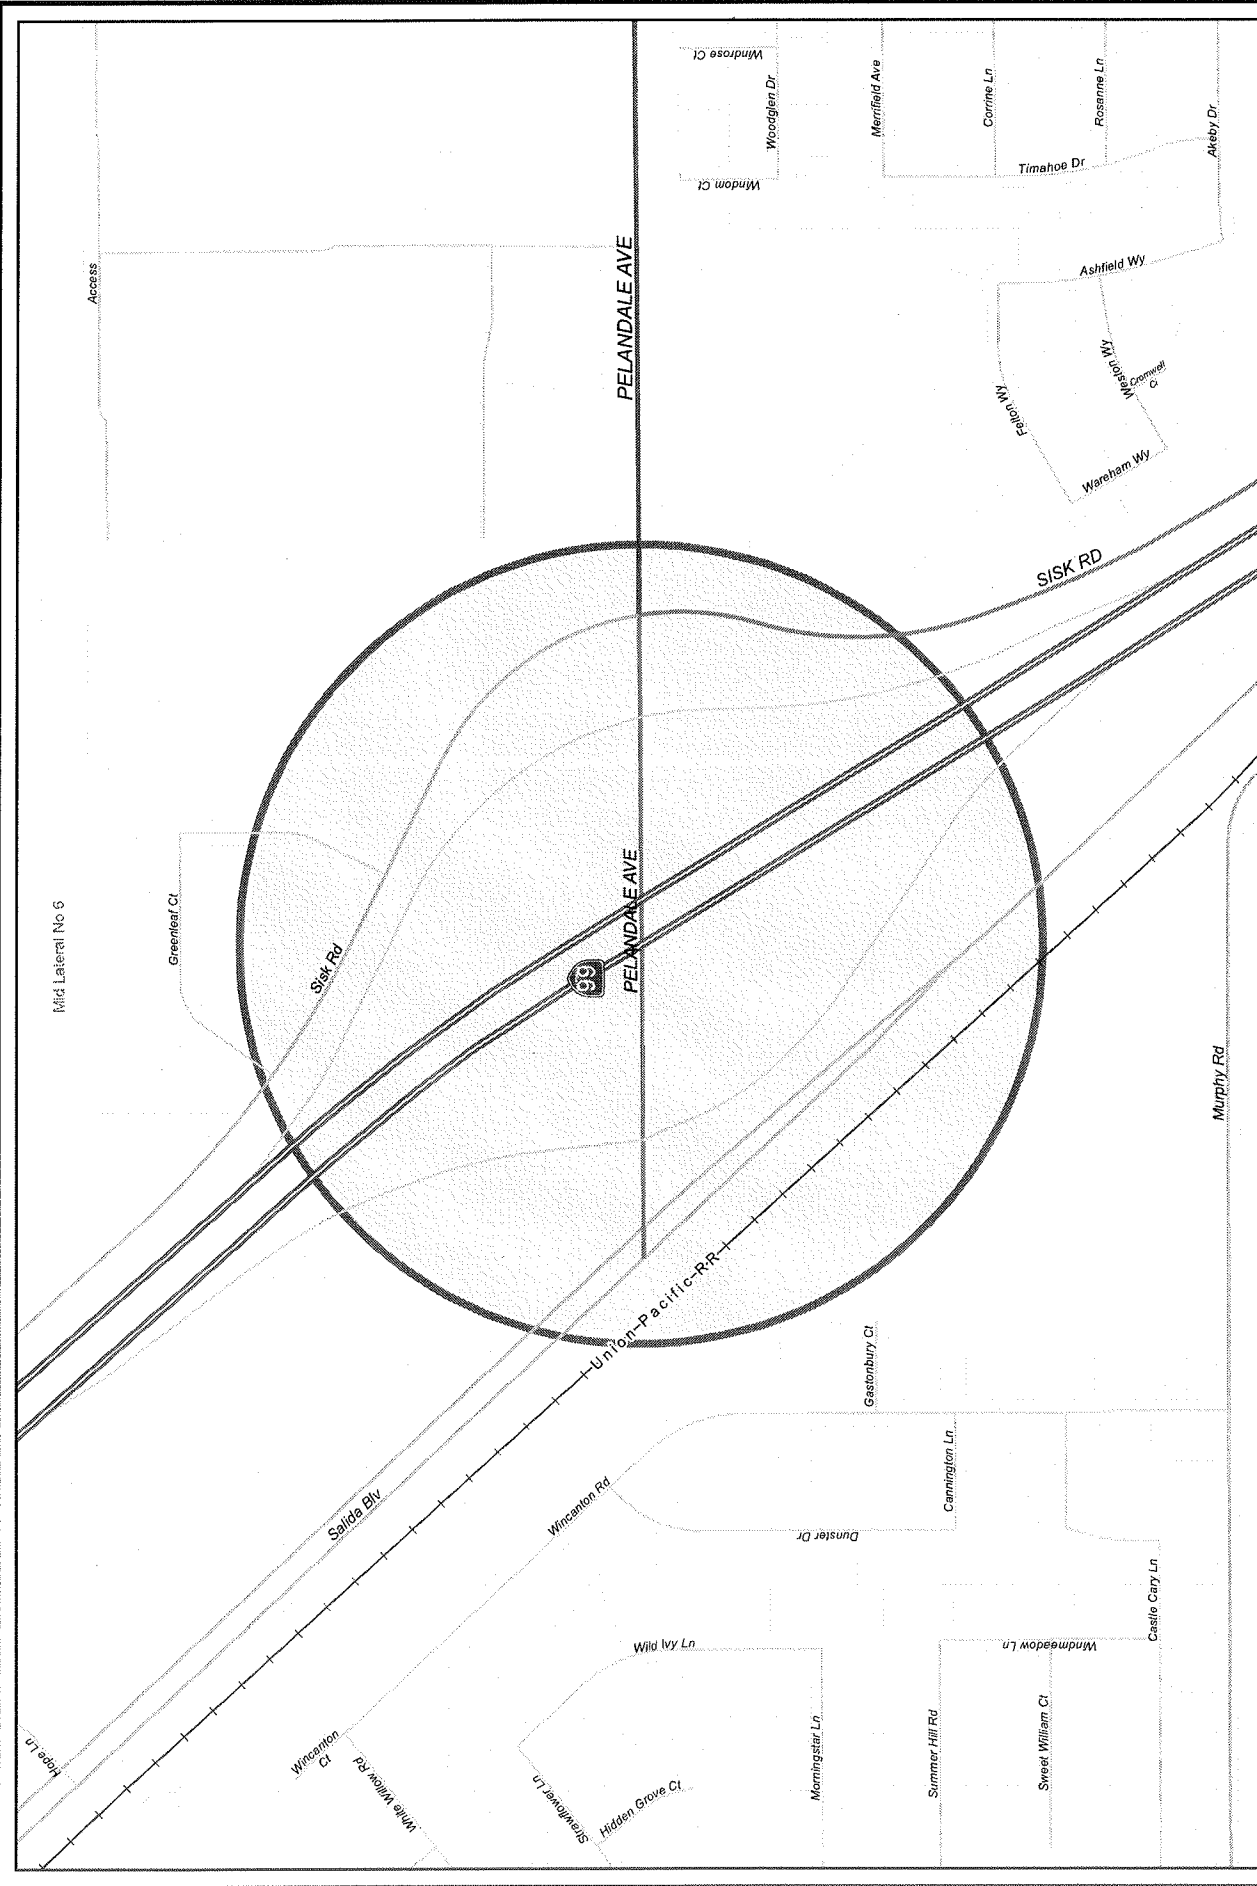 Windrose Ct
Woodglen Dr
Merrifield Ave
Corrine Ln
Rosanne Ln
Akeby Dr
Windom Ct
Timahoe Dr
Access
PELANDALE AVE
Ashfield Wy
Felton Wy
Weston Wy
Cromwell
Ct
Wareham Wy
SISK RD
Mid Lateral No 6
Greenleaf Ct
Sisk Rd
PELANDALE AVE
99
Murphy Rd
Union-Pacific-R-R
Gastonbury Ct
Salida Blv
Wincanton Rd
Cannington Ln
Dunster Dr
Castle Cary Ln
Wild Ivy Ln
Windmeadow Ln
Hope Ln
Wincanton
Ct
White Willow Rd
Strawflower Ln
Hidden Grove Ct
Morningstar Ln
Summer Hill Rd
Sweet William Ct